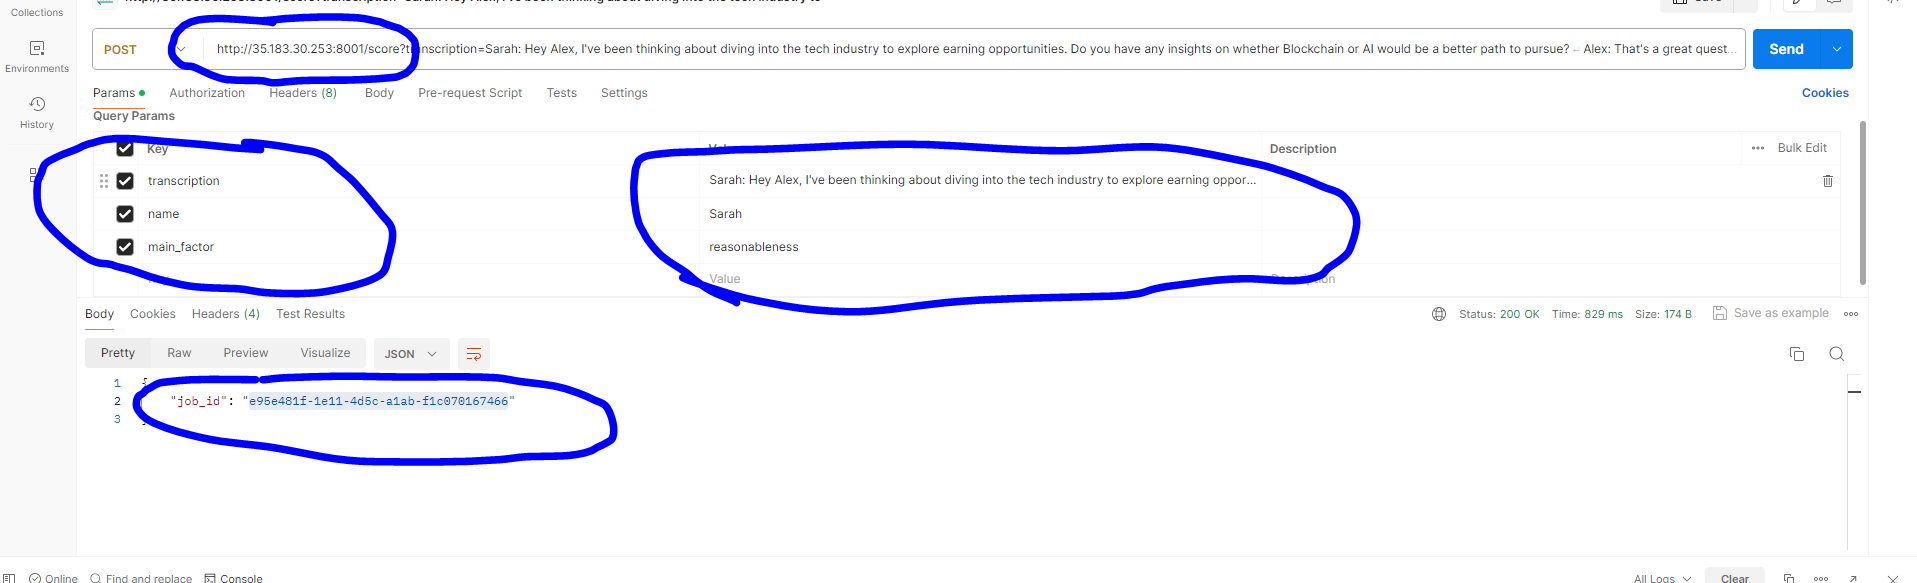 Collections
Save
POST http://35.183.30.253:8001/score?transcription=Sarah: Hey Alex, I've been thinking about diving into the tech industry to explore earning opportunities. Do you have any insights on whether Blockchain or AI would be a better path to pursue? ← Alex: That's a great quest... Send
Environments
Params Authorization Headers (8) Body Pre-request Script Tests Settings Cookies
History
Query Params
Key Description Bulk Edit
transcription Sarah: Hey Alex, I've been thinking about diving into the tech industry to explore earning oppor...
name Sarah
main_factor reasonableness
Value Description
Body Cookies Headers (4) Test Results Status: 200 OK Time: 829 ms Size: 174 B Save as example
Pretty Raw Preview Visualize JSON
1 {
2 "job_id": "e95e481f-1e11-4d5c-a1ab-f1c070167466"
3 }
Online Find and replace Console All Logs Clear